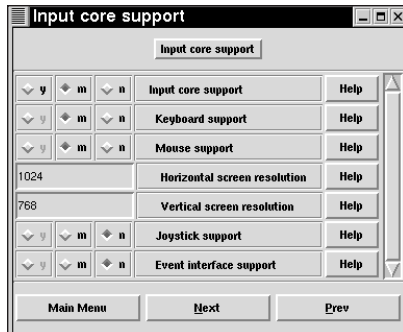 Input core support
Input core support
y m n Input core support Help
y m n Keyboard support Help
y m n Mouse support Help
1024 Horizontal screen resolution Help
768 Vertical screen resolution Help
y m n Joystick support Help
y m n Event interface support Help
Main Menu Next Prev